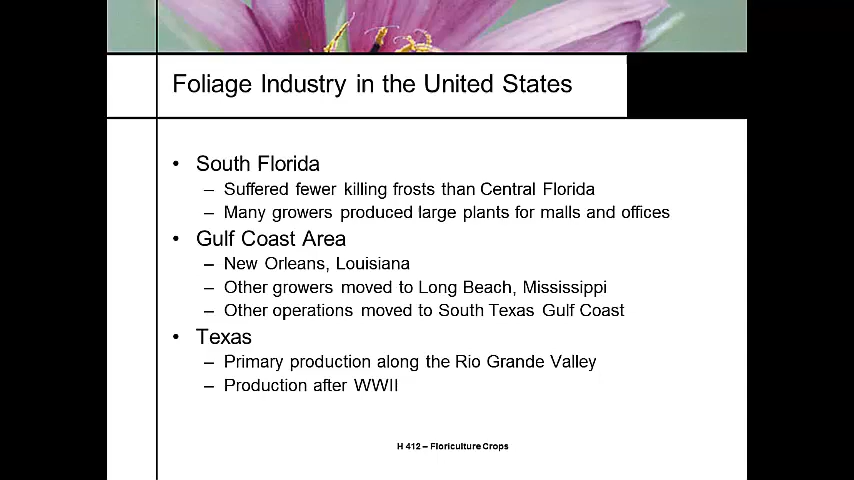 Foliage Industry in the United States
• South Florida
– Suffered fewer killing frosts than Central Florida
– Many growers produced large plants for malls and offices
• Gulf Coast Area
– New Orleans, Louisiana
– Other growers moved to Long Beach, Mississippi
– Other operations moved to South Texas Gulf Coast
• Texas
– Primary production along the Rio Grande Valley
– Production after WWII
H 412 – Floriculture Crops